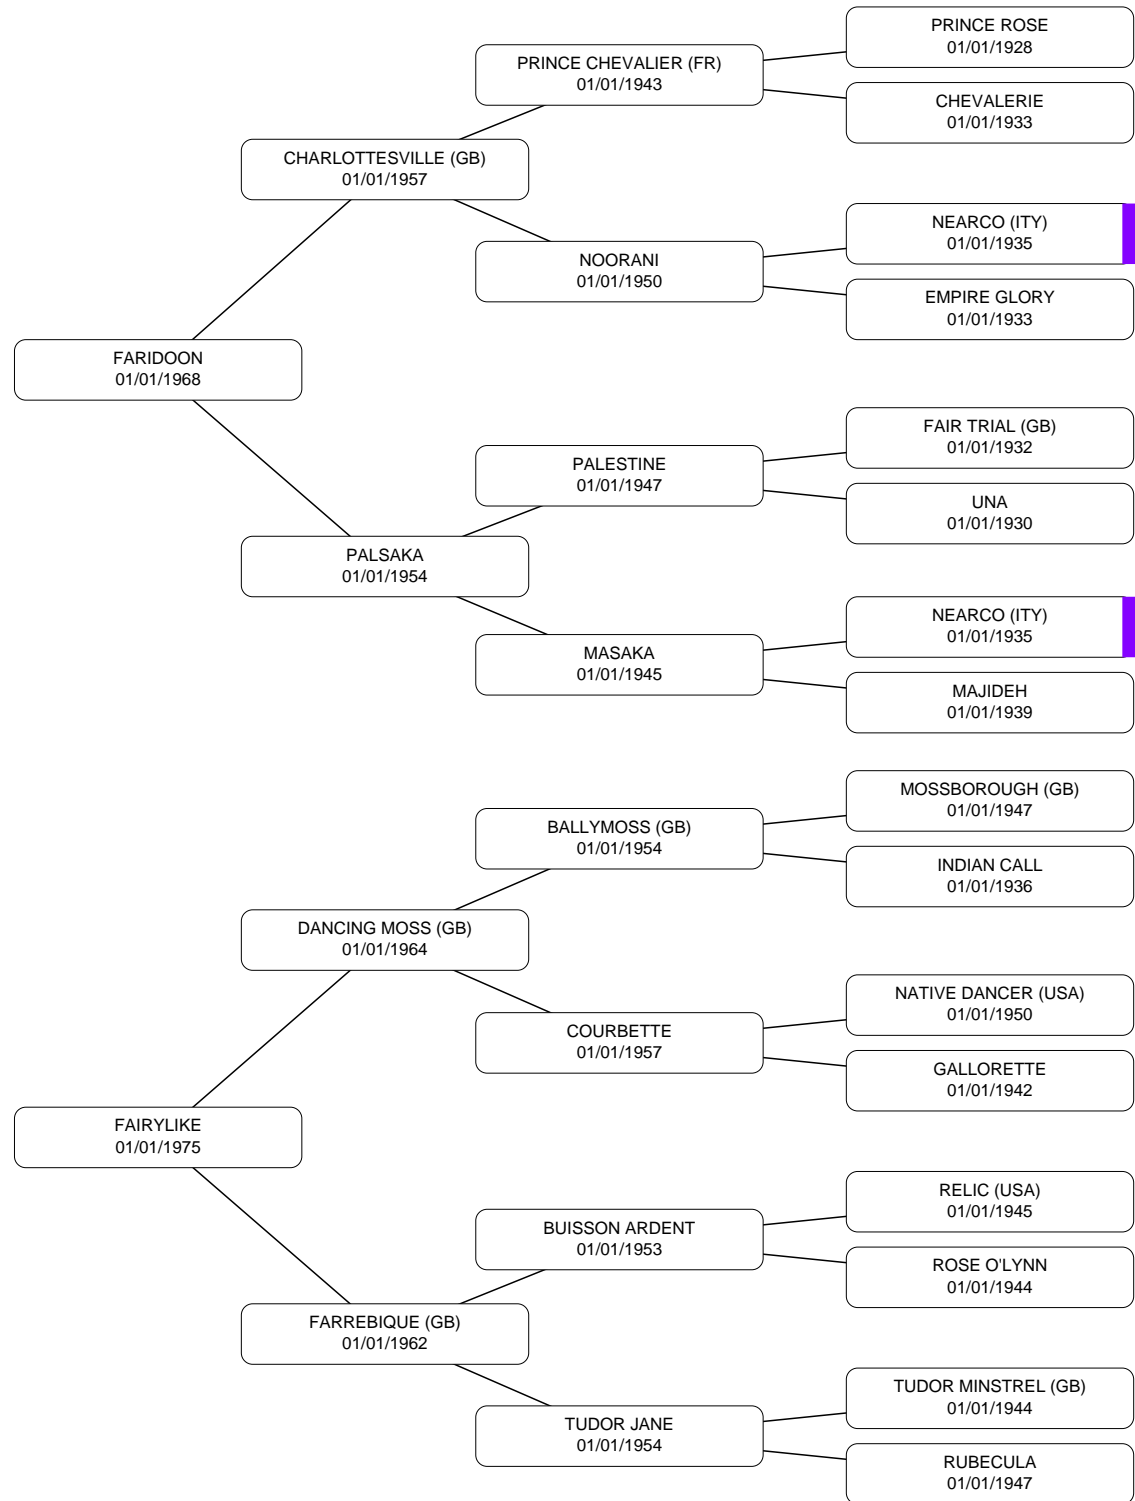 PRINCE ROSE
01/01/1928
PRINCE CHEVALIER (FR)
01/01/1943
CHEVALERIE
01/01/1933
CHARLOTTESVILLE (GB)
01/01/1957
NEARCO (ITY)
01/01/1935
NOORANI
01/01/1950
EMPIRE GLORY
01/01/1933
FARIDOON
01/01/1968
FAIR TRIAL (GB)
01/01/1932
PALESTINE
01/01/1947
UNA
01/01/1930
PALSAKA
01/01/1954
NEARCO (ITY)
01/01/1935
MASAKA
01/01/1945
MAJIDEH
01/01/1939
MOSSBOROUGH (GB)
01/01/1947
BALLYMOSS (GB)
01/01/1954
INDIAN CALL
01/01/1936
DANCING MOSS (GB)
01/01/1964
NATIVE DANCER (USA)
01/01/1950
COURBETTE
01/01/1957
GALLORETTE
01/01/1942
FAIRYLIKE
01/01/1975
RELIC (USA)
01/01/1945
BUISSON ARDENT
01/01/1953
ROSE O'LYNN
01/01/1944
FARREBIQUE (GB)
01/01/1962
TUDOR MINSTREL (GB)
01/01/1944
TUDOR JANE
01/01/1954
RUBECULA
01/01/1947